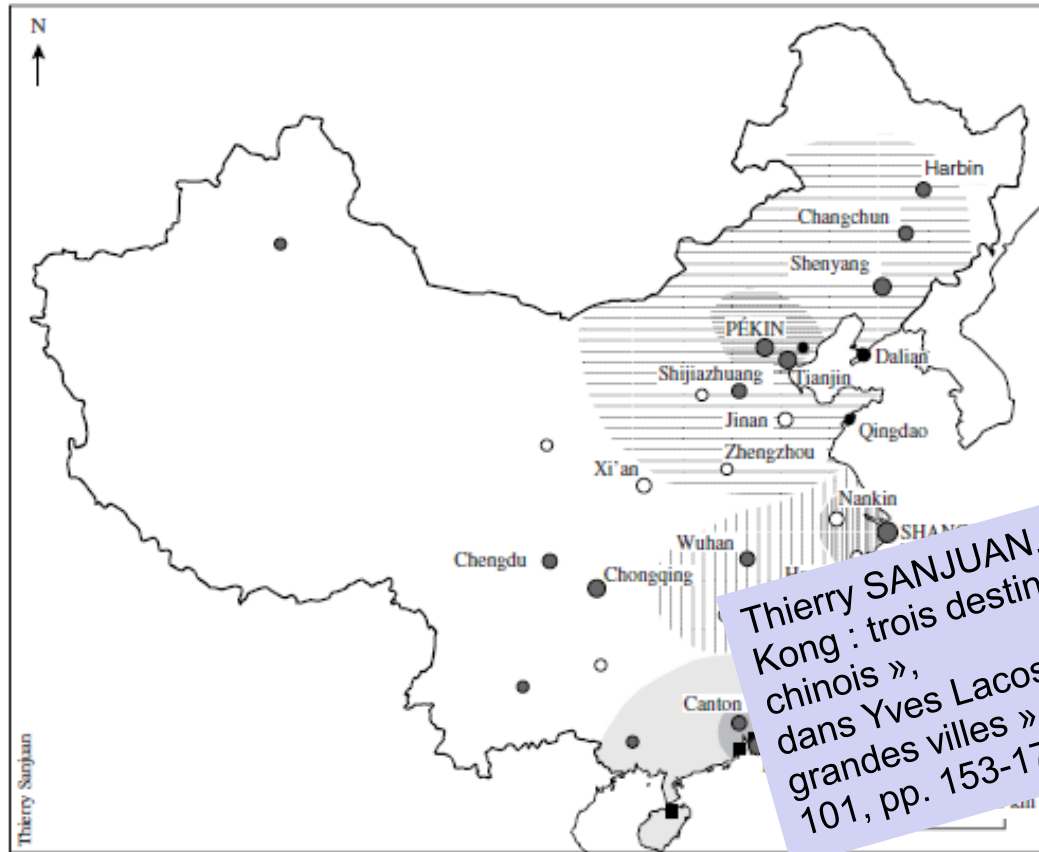 N
Harbin
Changchun
Shenyang
PÉKIN
Dalian
Shijiazhuang
Tianjin
Jinan
Qingdao
Zhengzhou
Xi'an
Nankin
SHANG
Wuhan
Chengdu
Chongqing
Canton
Thierry Sanjuan
Thierry SANJUAN,
Kong : trois destin
chinois »,
dans Yves Lacos
grandes villes »
101, pp. 153-17